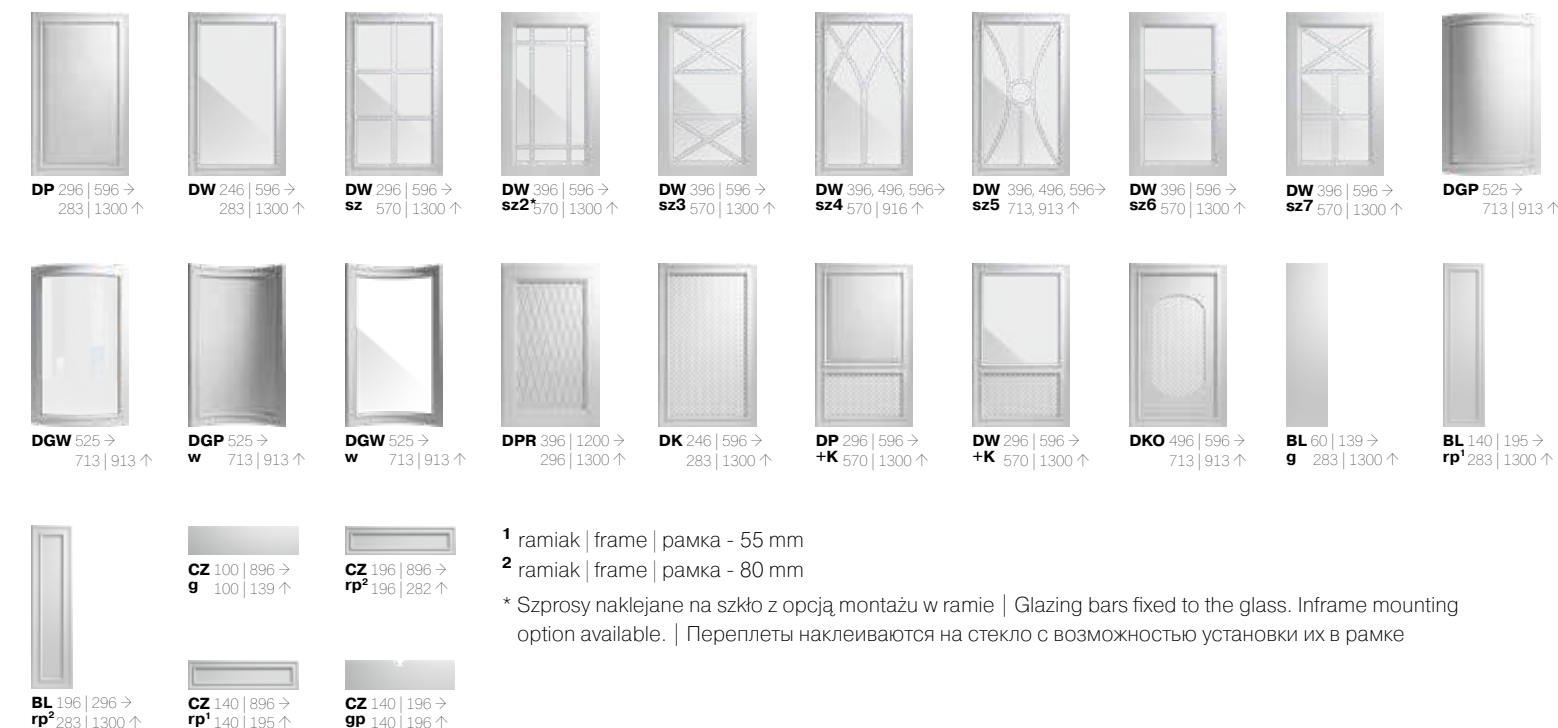 DP 296 | 596 →
283 | 1300 ↑
DW 246 | 596 →
283 | 1300 ↑
DW 296 | 596 →
sz 570 | 1300 ↑
DW 396 | 596 →
sz2* 570 | 1300 ↑
DW 396 | 596 →
sz3 570 | 1300 ↑
DW 396, 496, 596→
sz4 570 | 916 ↑
DW 396, 496, 596→
sz5 713, 913 ↑
DW 396 | 596 →
sz6 570 | 1300 ↑
DW 396 | 596 →
sz7 570 | 1300 ↑
DGP 525 →
713 | 913 ↑
DGW 525 →
713 | 913 ↑
DGP 525 →
w 713 | 913 ↑
DGW 525 →
w 713 | 913 ↑
DPR 396 | 1200 →
296 | 1300 ↑
DK 246 | 596 →
283 | 1300 ↑
DP 296 | 596 →
+K 570 | 1300 ↑
DW 296 | 596 →
+K 570 | 1300 ↑
DKO 496 | 596 →
713 | 913 ↑
BL 60 | 139 →
g 283 | 1300 ↑
BL 140 | 195 →
rp¹ 283 | 1300 ↑
BL 196 | 296 →
rp² 283 | 1300 ↑
CZ 100 | 896 →
g 100 | 139 ↑
CZ 196 | 896 →
rp² 196 | 282 ↑
CZ 140 | 896 →
rp¹ 140 | 195 ↑
CZ 140 | 196 →
gp 140 | 196 ↑
¹ ramiak | frame | рамка - 55 mm
² ramiak | frame | рамка - 80 mm
* Szprosy naklejane na szkło z opcją montażu w ramie | Glazing bars fixed to the glass. Inframe mounting
option available. | Переплеты наклеиваются на стекло с возможностью установки их в рамке